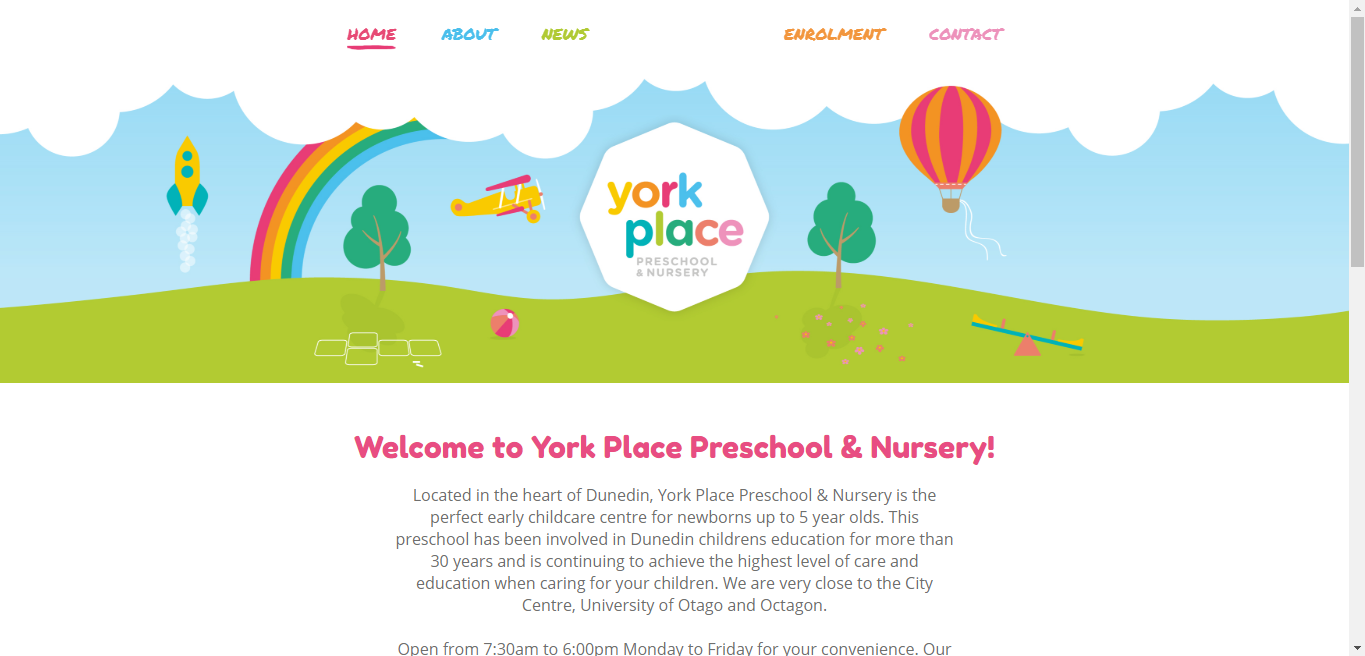 HOME ABOUT NEWS ENROLMENT CONTACT
york
place
PRESCHOOL
& NURSERY
Welcome to York Place Preschool & Nursery!
Located in the heart of Dunedin, York Place Preschool & Nursery is the
perfect early childcare centre for newborns up to 5 year olds. This
preschool has been involved in Dunedin childrens education for more than
30 years and is continuing to achieve the highest level of care and
education when caring for your children. We are very close to the City
Centre, University of Otago and Octagon.
Open from 7:30am to 6:00pm Monday to Friday for your convenience. Our